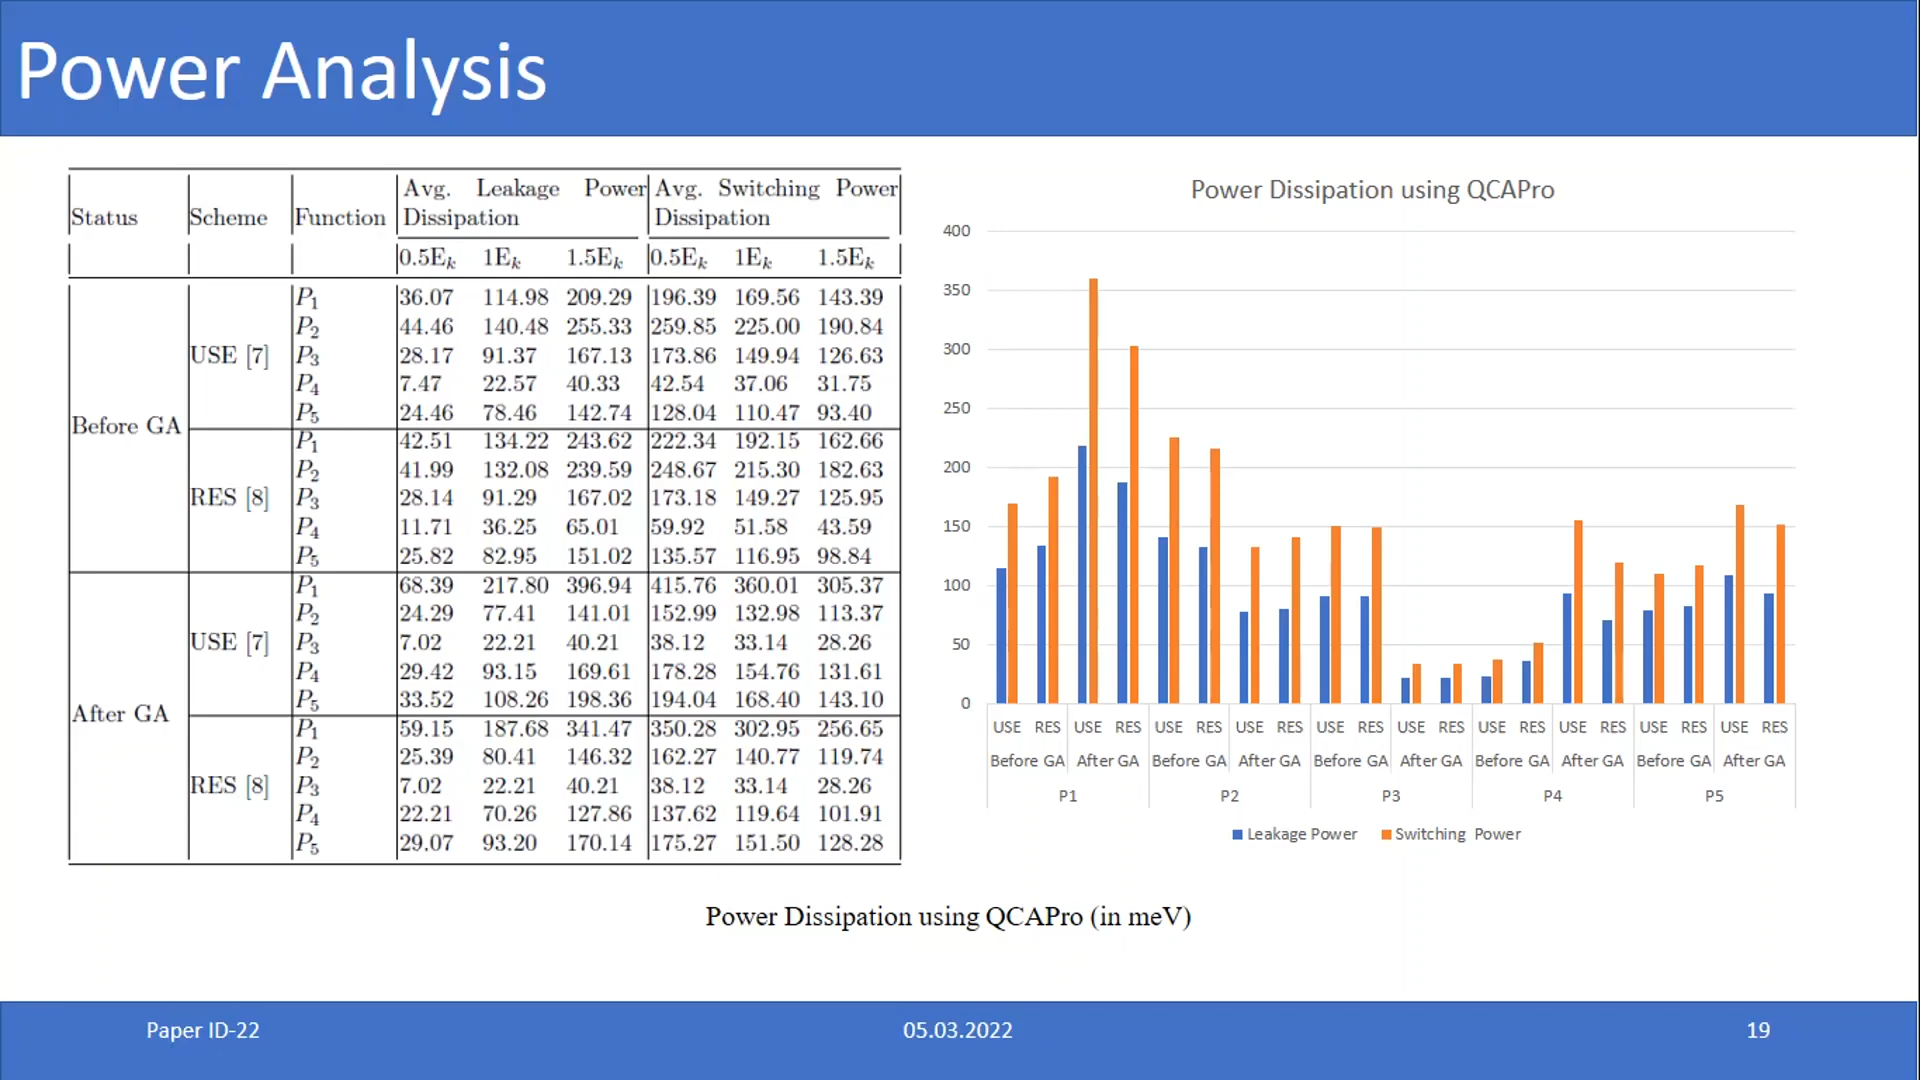 Power Analysis
Status Scheme Function Avg. Leakage Power Dissipation Avg. Switching Power Dissipation
0.5Ek 1Ek 1.5Ek 0.5Ek 1Ek 1.5Ek
Before GA
USE [7]
P1 36.07 114.98 209.29 196.39 169.56 143.39
P2 44.46 140.48 255.33 259.85 225.00 190.84
P3 28.17 91.37 167.13 173.86 149.94 126.63
P4 7.47 22.57 40.33 42.54 37.06 31.75
P5 24.46 78.46 142.74 128.04 110.47 93.40
RES [8]
P1 42.51 134.22 243.62 222.34 192.15 162.66
P2 41.99 132.08 239.59 248.67 215.30 182.63
P3 28.14 91.29 167.02 173.18 149.27 125.95
P4 11.71 36.25 65.01 59.92 51.58 43.59
P5 25.82 82.95 151.02 135.57 116.95 98.84
After GA
USE [7]
P1 68.39 217.80 396.94 415.76 360.01 305.37
P2 24.29 77.41 141.01 152.99 132.98 113.37
P3 7.02 22.21 40.21 38.12 33.14 28.26
P4 29.42 93.15 169.61 178.28 154.76 131.61
P5 33.52 108.26 198.36 194.04 168.40 143.10
RES [8]
P1 59.15 187.68 341.47 350.28 302.95 256.65
P2 25.39 80.41 146.32 162.27 140.77 119.74
P3 7.02 22.21 40.21 38.12 33.14 28.26
P4 22.21 70.26 127.86 137.62 119.64 101.91
P5 29.07 93.20 170.14 175.27 151.50 128.28
Power Dissipation using QCAPro
400
350
300
250
200
150
100
50
0
USE RES USE RES USE RES USE RES USE RES USE RES USE RES USE RES USE RES USE RES
Before GA After GA Before GA After GA Before GA After GA Before GA After GA Before GA After GA
P1 P2 P3 P4 P5
Leakage Power Switching Power
Power Dissipation using QCAPro (in meV)
Paper ID-22 05.03.2022 19